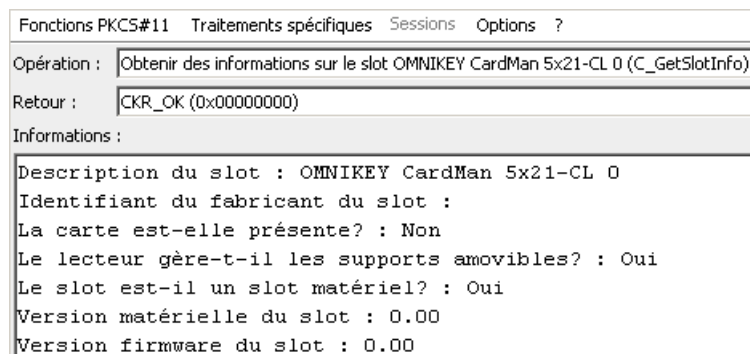 Fonctions PKCS#11 Traitements spécifiques Sessions Options ?
Opération : Obtenir des informations sur le slot OMNIKEY CardMan 5x21-CL 0 (C_GetSlotInfo)
Retour : CKR_OK (0x00000000)
Informations :
Description du slot : OMNIKEY CardMan 5x21-CL 0
Identifiant du fabricant du slot :
La carte est-elle présente? : Non
Le lecteur gère-t-il les supports amovibles? : Oui
Le slot est-il un slot matériel? : Oui
Version matérielle du slot : 0.00
Version firmware du slot : 0.00